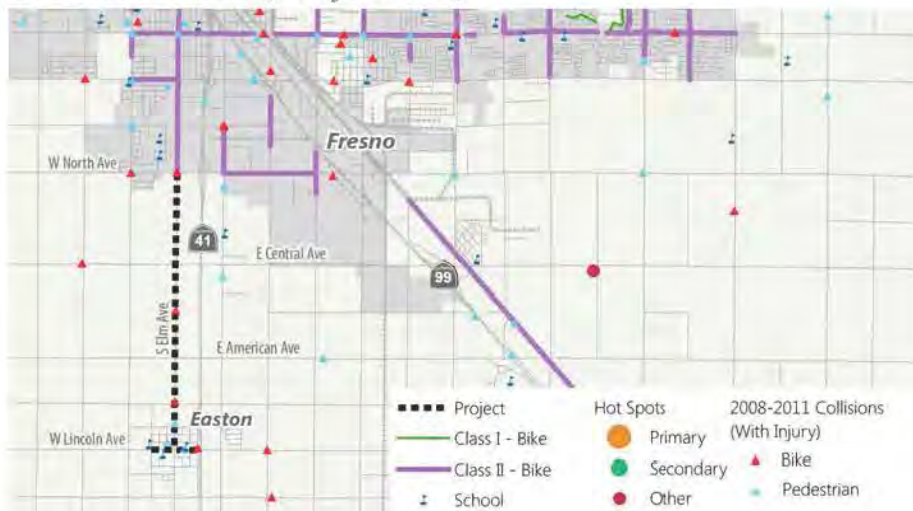 Fresno
W North Ave
41
E Central Ave
99
S Elm Ave
E American Ave
Easton
W Lincoln Ave
Project
Class I - Bike
Class II - Bike
School
Hot Spots
Primary
Secondary
Other
2008-2011 Collisions
(With Injury)
Bike
Pedestrian